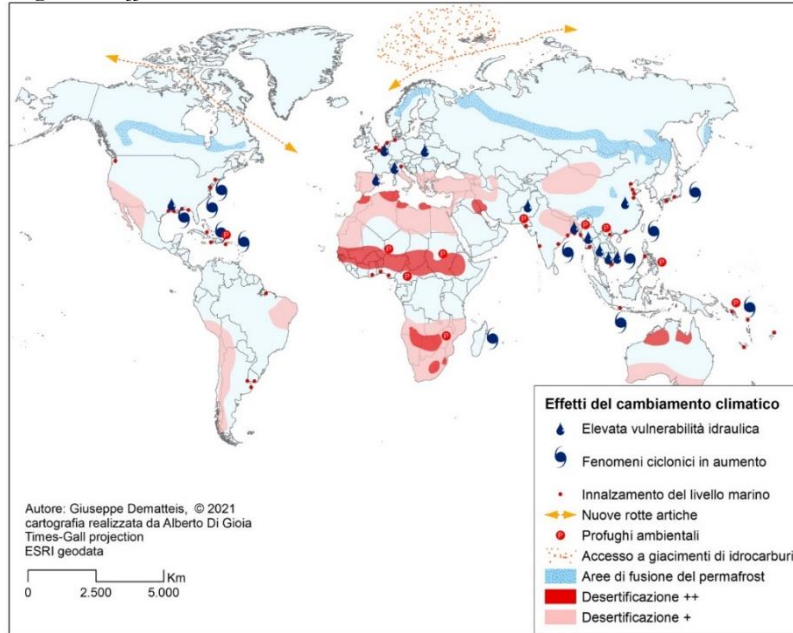 Effetti del cambiamento climatico
Elevata vulnerabilità idraulica
Fenomeni ciclonici in aumento
Innalzamento del livello marino
Nuove rotte artiche
P Profughi ambientali
Accesso a giacimenti di idrocarburi
Aree di fusione del permafrost
Desertificazione ++
Desertificazione +
Autore: Giuseppe Dematteis, © 2021
cartografia realizzata da Alberto Di Gioia
Times-Gall projection
ESRI geodata
Km
0 2.500 5.000
P
P
P
P
P
P
P
P
P
P